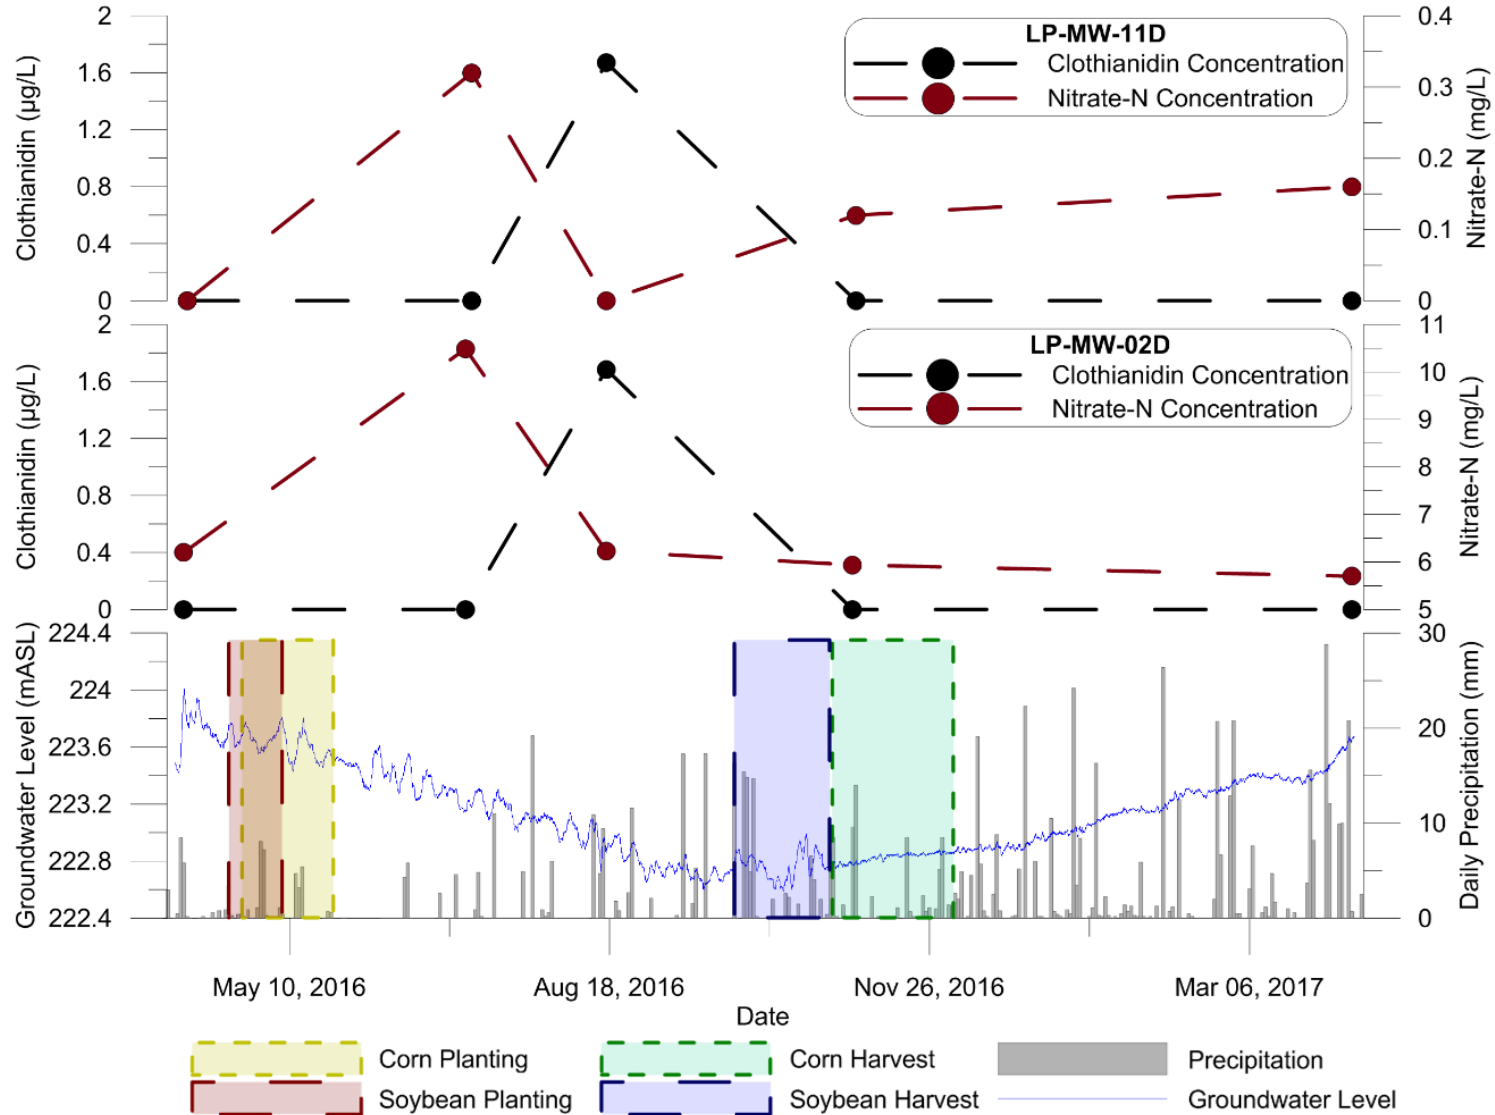 LP-MW-11D
Clothianidin Concentration
Nitrate-N Concentration
Clothianidin (µg/L)
2
1.6
1.2
0.8
0.4
0
Nitrate-N (mg/L)
0.4
0.3
0.2
0.1
0
LP-MW-02D
Clothianidin Concentration
Nitrate-N Concentration
Clothianidin (µg/L)
2
1.6
1.2
0.8
0.4
0
Nitrate-N (mg/L)
11
10
9
8
7
6
5
Groundwater Level (mASL)
224.4
224
223.6
223.2
222.8
222.4
Daily Precipitation (mm)
30
20
10
0
May 10, 2016
Aug 18, 2016
Nov 26, 2016
Mar 06, 2017
Date
Corn Planting
Corn Harvest
Precipitation
Soybean Planting
Soybean Harvest
Groundwater Level